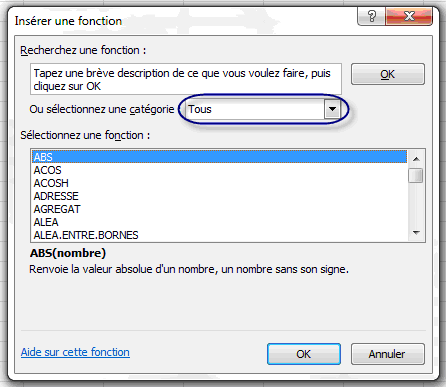 Insérer une fonction
Recherchez une fonction :
Tapez une brève description de ce que vous voulez faire, puis
cliquez sur OK
OK
Ou sélectionnez une catégorie :
Tous
Sélectionnez une fonction :
ABS
ACOS
ACOSH
ADRESSE
AGREGAT
ALEA
ALEA.ENTRE.BORNES
ABS(nombre)
Renvoie la valeur absolue d'un nombre, un nombre sans son signe.
Aide sur cette fonction
OK
Annuler